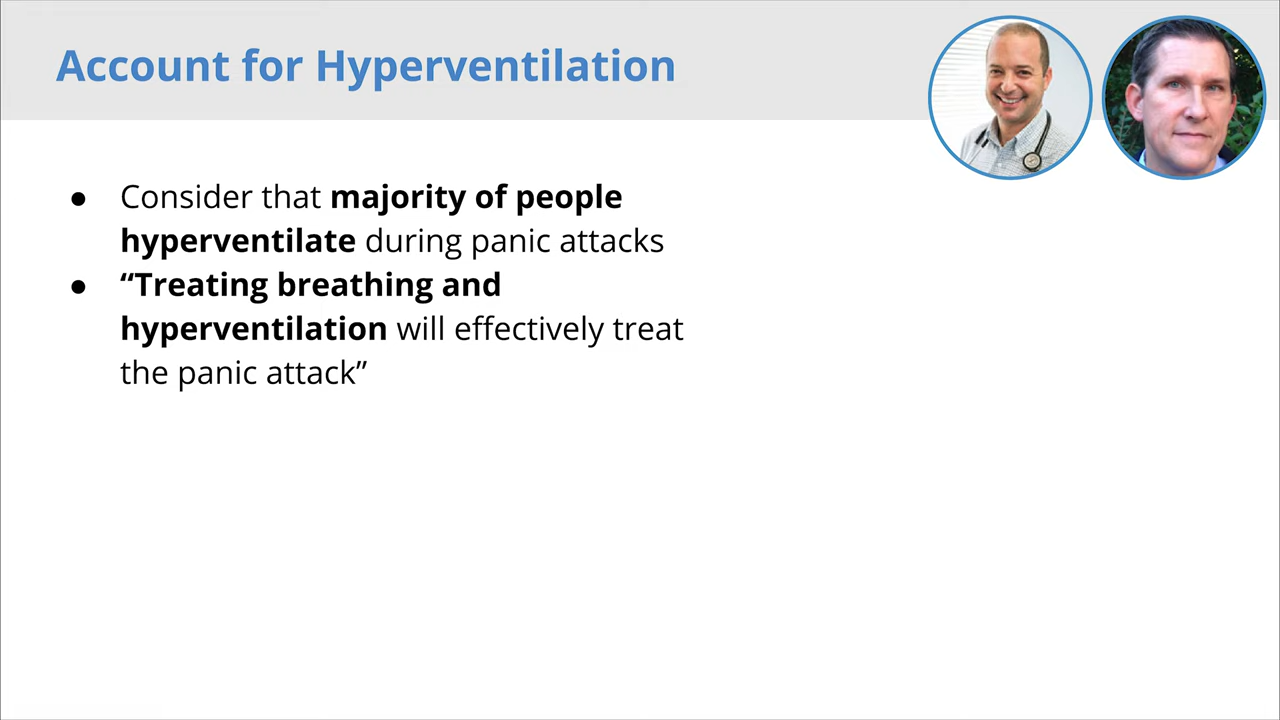 Account for Hyperventilation
● Consider that majority of people
hyperventilate during panic attacks
● “Treating breathing and
hyperventilation will effectively treat
the panic attack”